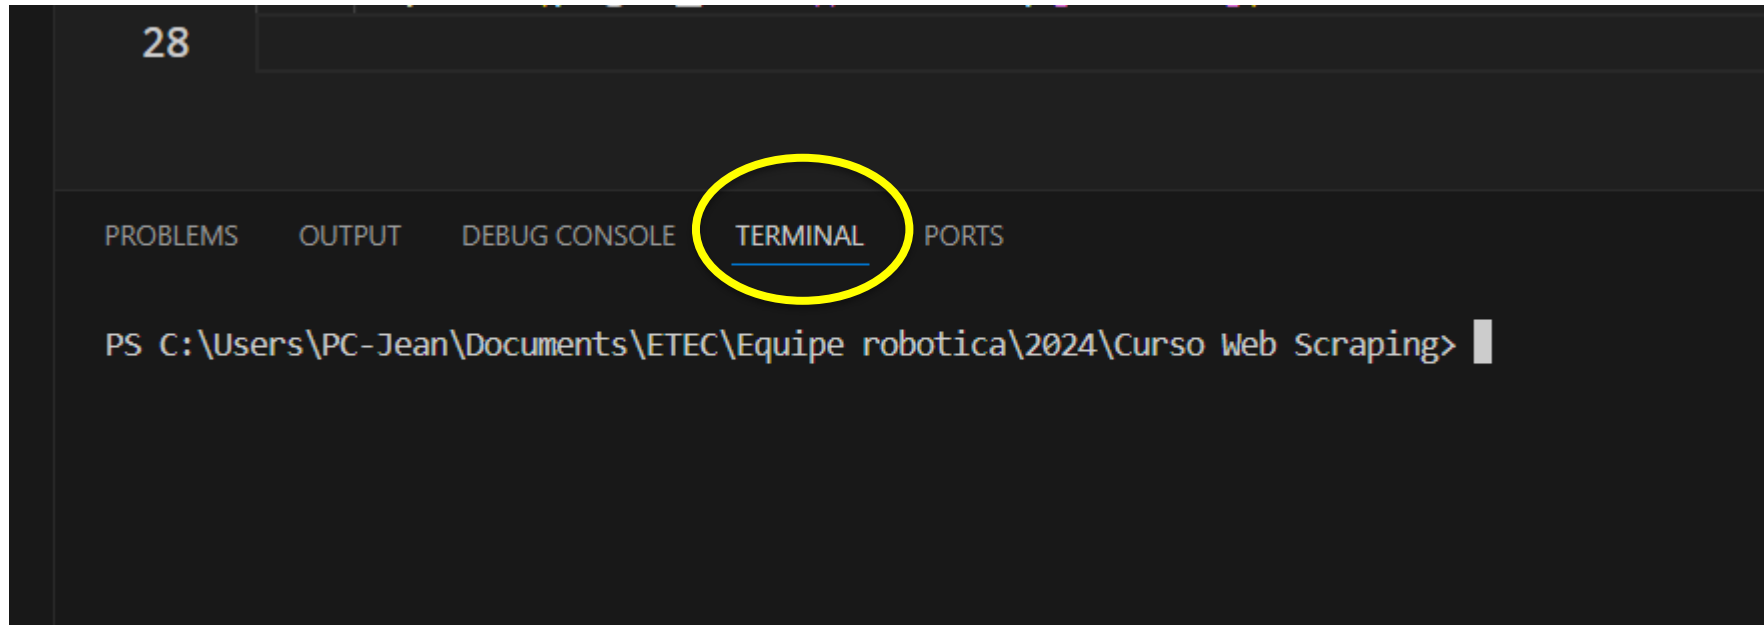 28
PROBLEMS OUTPUT DEBUG CONSOLE TERMINAL PORTS
PS C:\Users\PC-Jean\Documents\ETEC\Equipe robotica\2024\Curso Web Scraping>